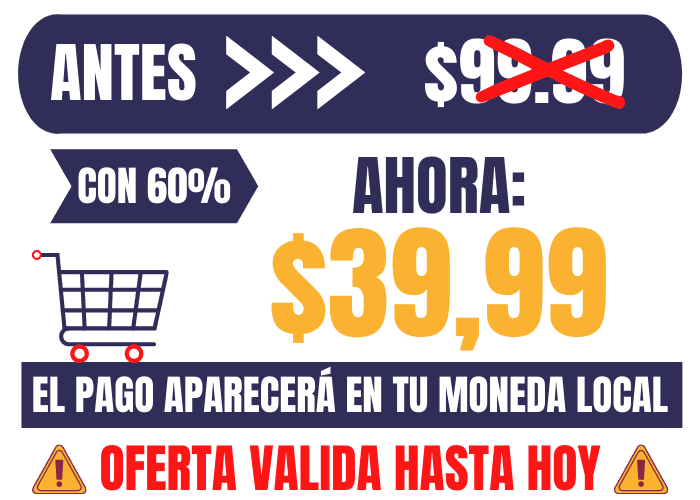 ANTES $99.99
CON 60% AHORA:
$39,99
EL PAGO APARECERÁ EN TU MONEDA LOCAL
OFERTA VALIDA HASTA HOY